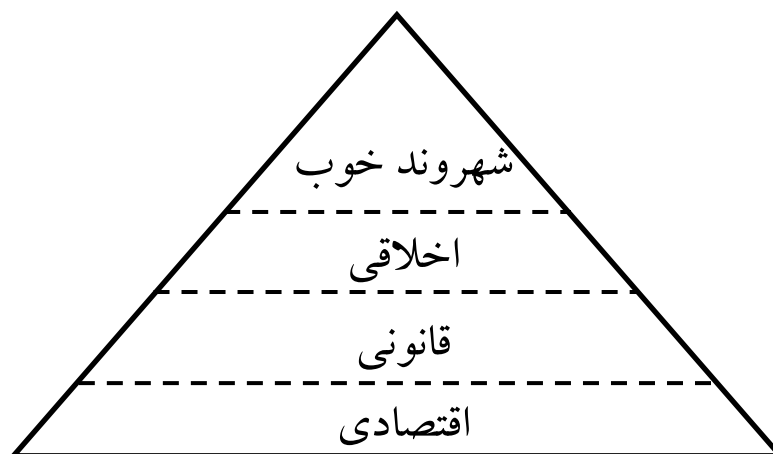 شهروند خوب
اخلاقی
قانونی
اقتصادی